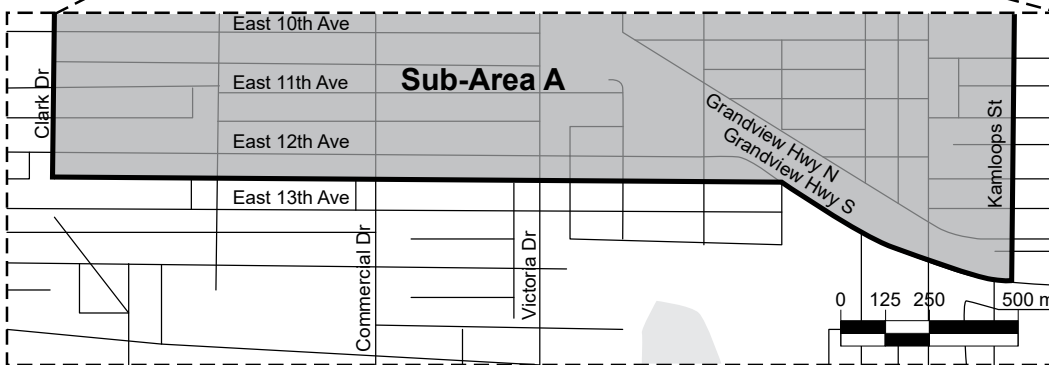 East 10th Ave
Sub-Area A
East 11th Ave
Clark Dr
East 12th Ave
Grandview Hwy N
Grandview Hwy S
Kamloops St
East 13th Ave
Commercial Dr
Victoria Dr
0 125 250 500 m